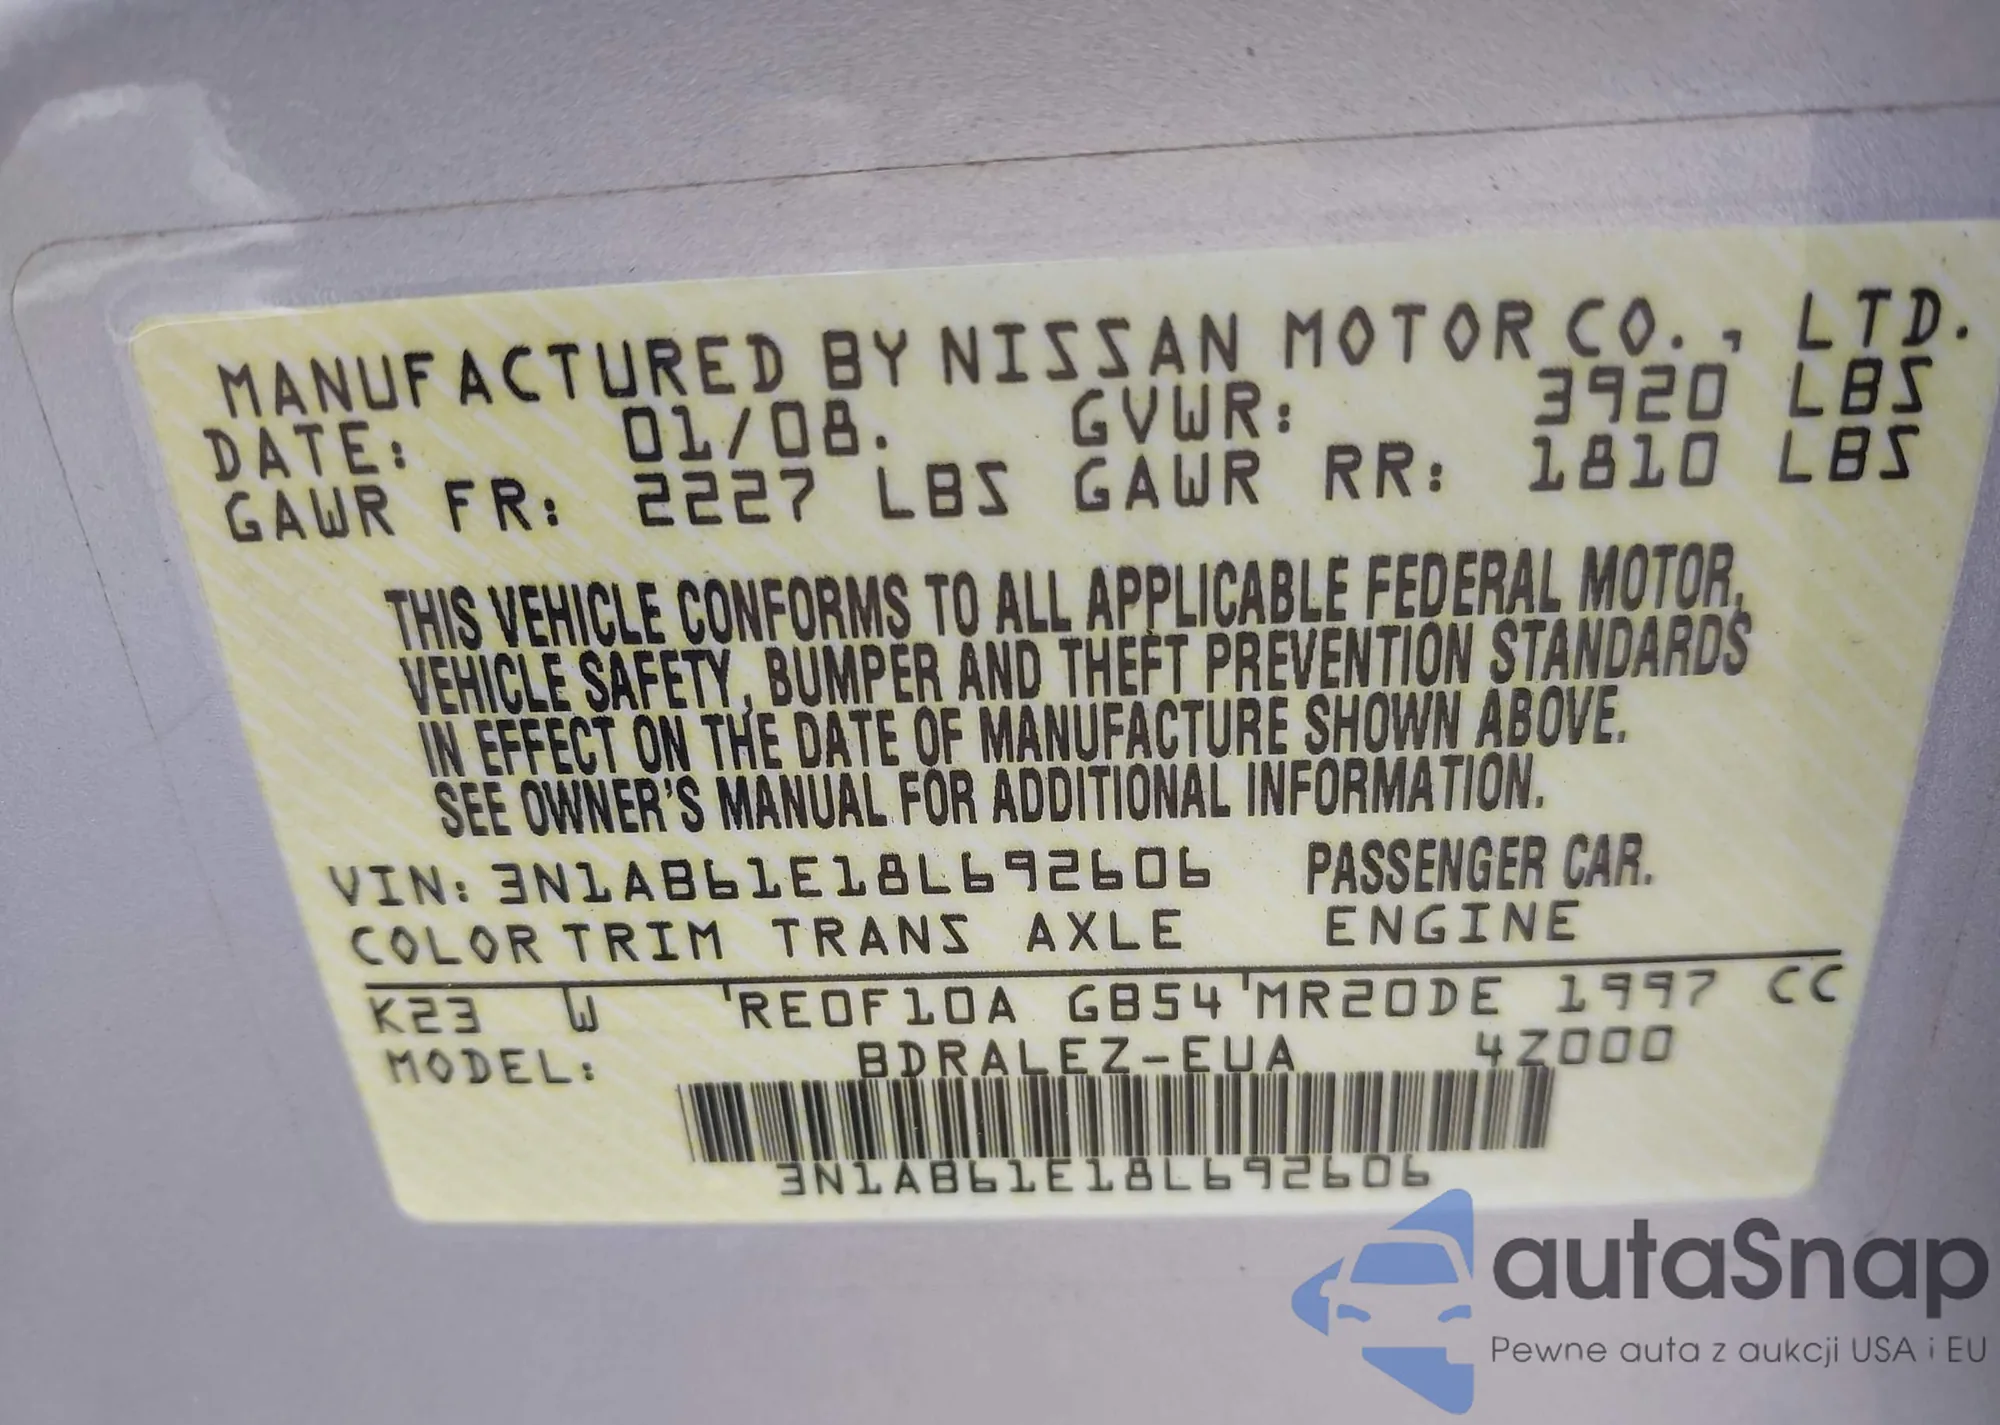 MANUFACTURED BY NISSAN MOTOR CO., LTD.
DATE: 01/08. GVWR: 3920 LBS
GAWR FR: 2227 LBS GAWR RR: 1810 LBS
THIS VEHICLE CONFORMS TO ALL APPLICABLE FEDERAL MOTOR,
VEHICLE SAFETY, BUMPER AND THEFT PREVENTION STANDARDS
IN EFFECT ON THE DATE OF MANUFACTURE SHOWN ABOVE.
SEE OWNER'S MANUAL FOR ADDITIONAL INFORMATION.
VIN: 3N1AB61E18L692606 PASSENGER CAR.
COLOR TRIM TRANS AXLE ENGINE
K23 W 'RE0F10A GB54 'MR20DE 1997 CC
MODEL: BDRALEZ-EUA 4Z000
3N1AB61E18L692606
autaSnap
Pewne auta z aukcji USA i EU